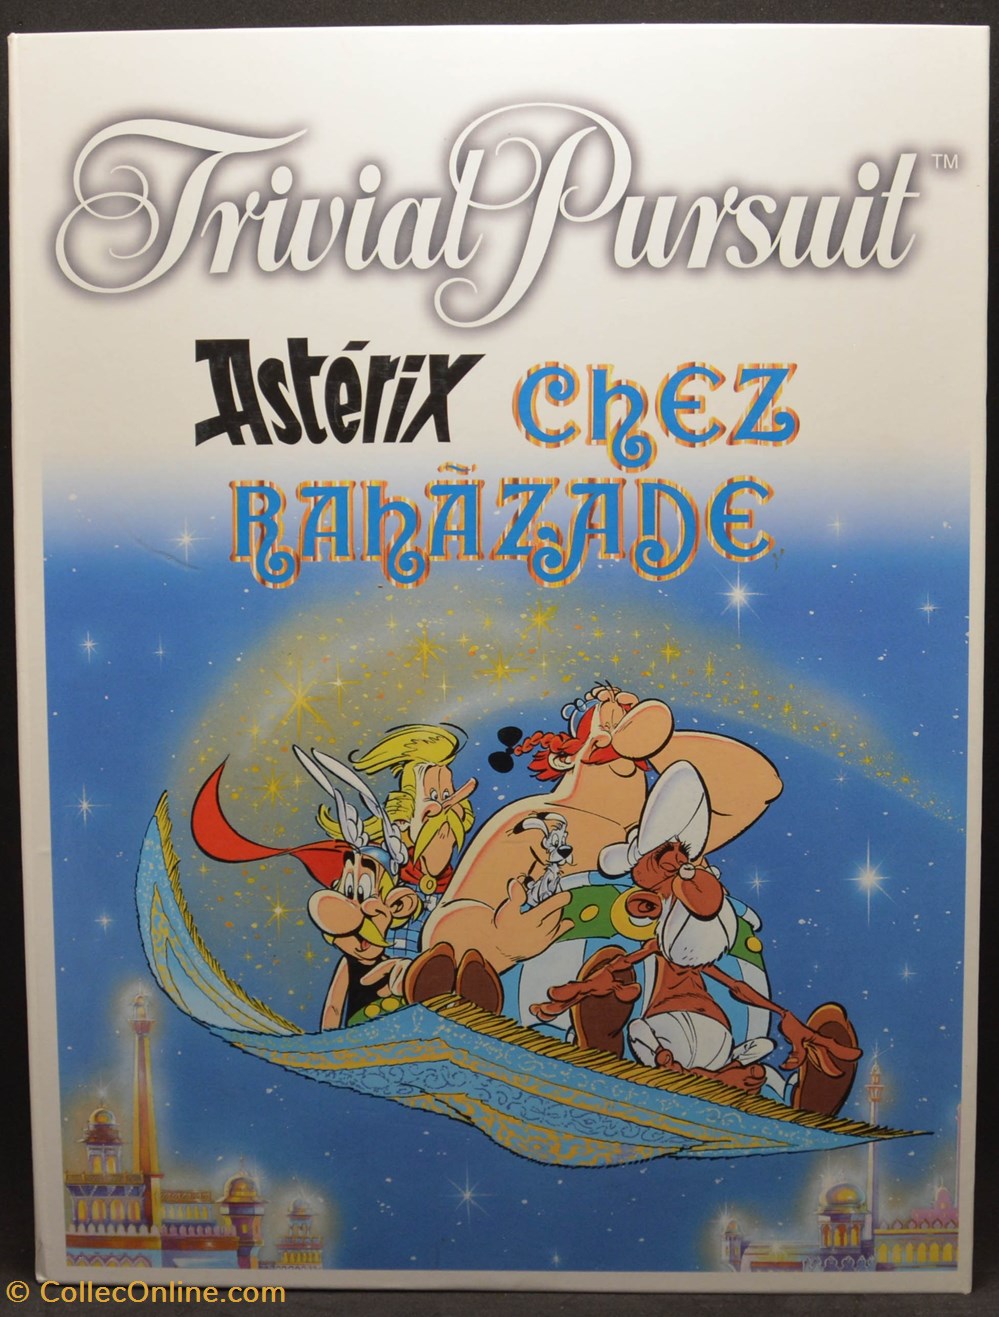 Trivial Pursuit™
Astérix CHEZ
RAHÃZADE
© CollecOnline.com